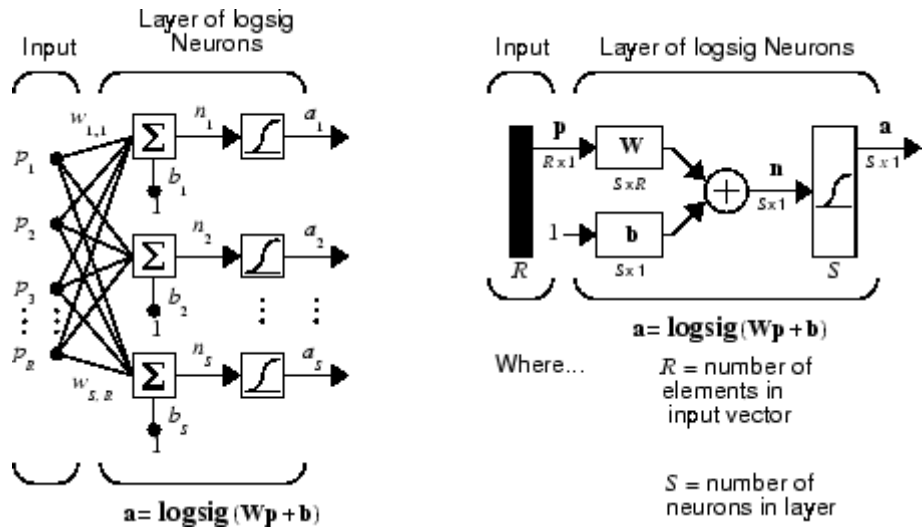 Layer of logsig
Input Neurons
w1,1 n1 a1
p1 Σ
b1
1
p2 n2 a2
Σ
p3 b2
1
pR nS aS
Σ
wS,R bS
1
a= logsig (Wp + b)
Input Layer of logsig Neurons
p W a
R x 1 S x R n S x 1
+ S x 1
1 b
R S x 1 S
a= logsig (Wp + b)
Where... R = number of
elements in
input vector
S = number of
neurons in layer